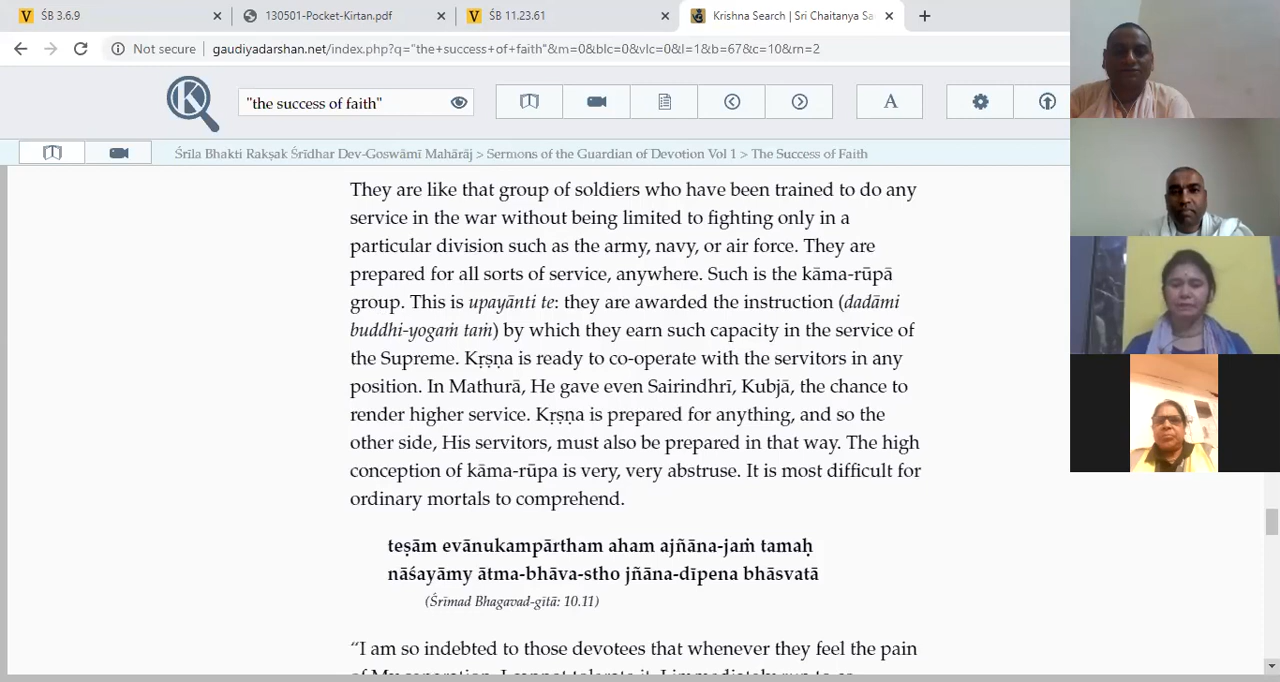 ŚB 3.6.9
130501-Pocket-Kirtan.pdf
ŚB 11.23.61
Krishna Search | Sri Chaitanya Sa
Not secure
gaudiyadarshan.net/index.php?q="the+success+of+faith"&m=0&blc=0&vlc=0&l=1&b=67&c=10&rn=2
K
"the success of faith"
A
Śrīla Bhakti Rakṣak Śrīdhar Dev-Goswāmī Mahārāj > Sermons of the Guardian of Devotion Vol 1 > The Success of Faith
They are like that group of soldiers who have been trained to do any
service in the war without being limited to fighting only in a
particular division such as the army, navy, or air force. They are
prepared for all sorts of service, anywhere. Such is the kāma-rūpā
group. This is upayānti te: they are awarded the instruction (dadāmi
buddhi-yogaṁ taṁ) by which they earn such capacity in the service of
the Supreme. Kṛṣṇa is ready to co-operate with the servitors in any
position. In Mathurā, He gave even Sairindhrī, Kubjā, the chance to
render higher service. Kṛṣṇa is prepared for anything, and so the
other side, His servitors, must also be prepared in that way. The high
conception of kāma-rūpa is very, very abstruse. It is most difficult for
ordinary mortals to comprehend.
teṣām evānukampārtham aham ajñāna-jaṁ tamaḥ
nāśayāmy ātma-bhāva-stho jñāna-dīpena bhāsvatā
(Śrīmad Bhagavad-gītā: 10.11)
“I am so indebted to those devotees that whenever they feel the pain